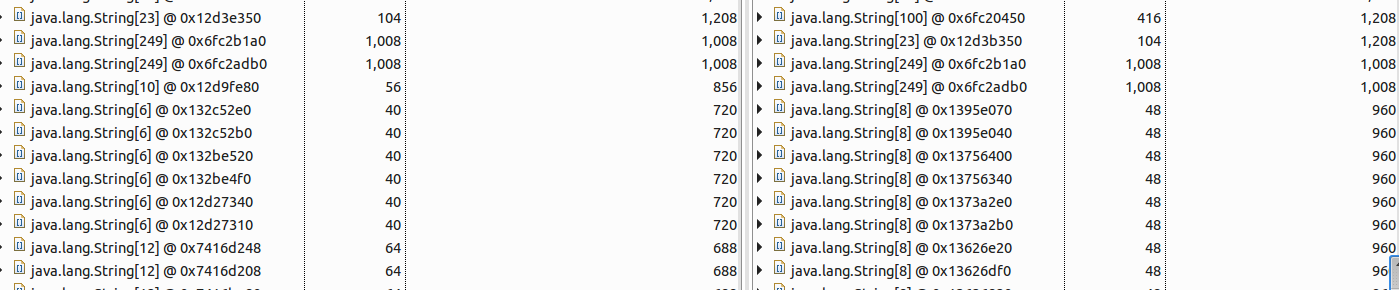 java.lang.String[23] @ 0x12d3e350 104 1,208
java.lang.String[249] @ 0x6fc2b1a0 1,008 1,008
java.lang.String[249] @ 0x6fc2adb0 1,008 1,008
java.lang.String[10] @ 0x12d9fe80 56 856
java.lang.String[6] @ 0x132c52e0 40 720
java.lang.String[6] @ 0x132c52b0 40 720
java.lang.String[6] @ 0x132be520 40 720
java.lang.String[6] @ 0x132be4f0 40 720
java.lang.String[6] @ 0x12d27340 40 720
java.lang.String[6] @ 0x12d27310 40 720
java.lang.String[12] @ 0x7416d248 64 688
java.lang.String[12] @ 0x7416d208 64 688
java.lang.String[100] @ 0x6fc20450 416 1,208
java.lang.String[23] @ 0x12d3b350 104 1,208
java.lang.String[249] @ 0x6fc2b1a0 1,008 1,008
java.lang.String[249] @ 0x6fc2adb0 1,008 1,008
java.lang.String[8] @ 0x1395e070 48 960
java.lang.String[8] @ 0x1395e040 48 960
java.lang.String[8] @ 0x13756400 48 960
java.lang.String[8] @ 0x13756340 48 960
java.lang.String[8] @ 0x1373a2e0 48 960
java.lang.String[8] @ 0x1373a2b0 48 960
java.lang.String[8] @ 0x13626e20 48 960
java.lang.String[8] @ 0x13626df0 48